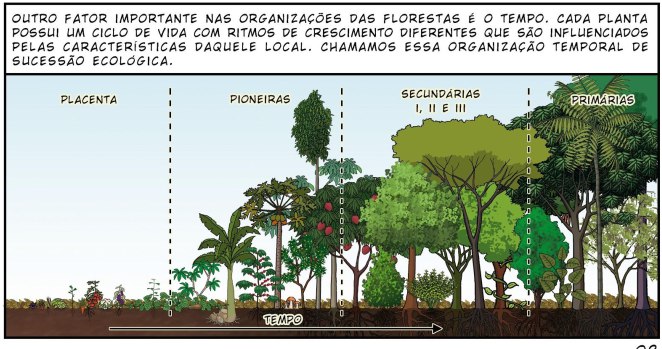 OUTRO FATOR IMPORTANTE NAS ORGANIZAÇÕES DAS FLORESTAS É O TEMPO. CADA PLANTA
POSSUI UM CICLO DE VIDA COM RITMOS DE CRESCIMENTO DIFERENTES QUE SÃO INFLUENCIADOS
PELAS CARACTERÍSTICAS DAQUELE LOCAL. CHAMAMOS ESSA ORGANIZAÇÃO TEMPORAL DE
SUCESSÃO ECOLÓGICA.
PLACENTA
PIONEIRAS
SECUNDÁRIAS
I, II E III
PRIMÁRIAS
TEMPO